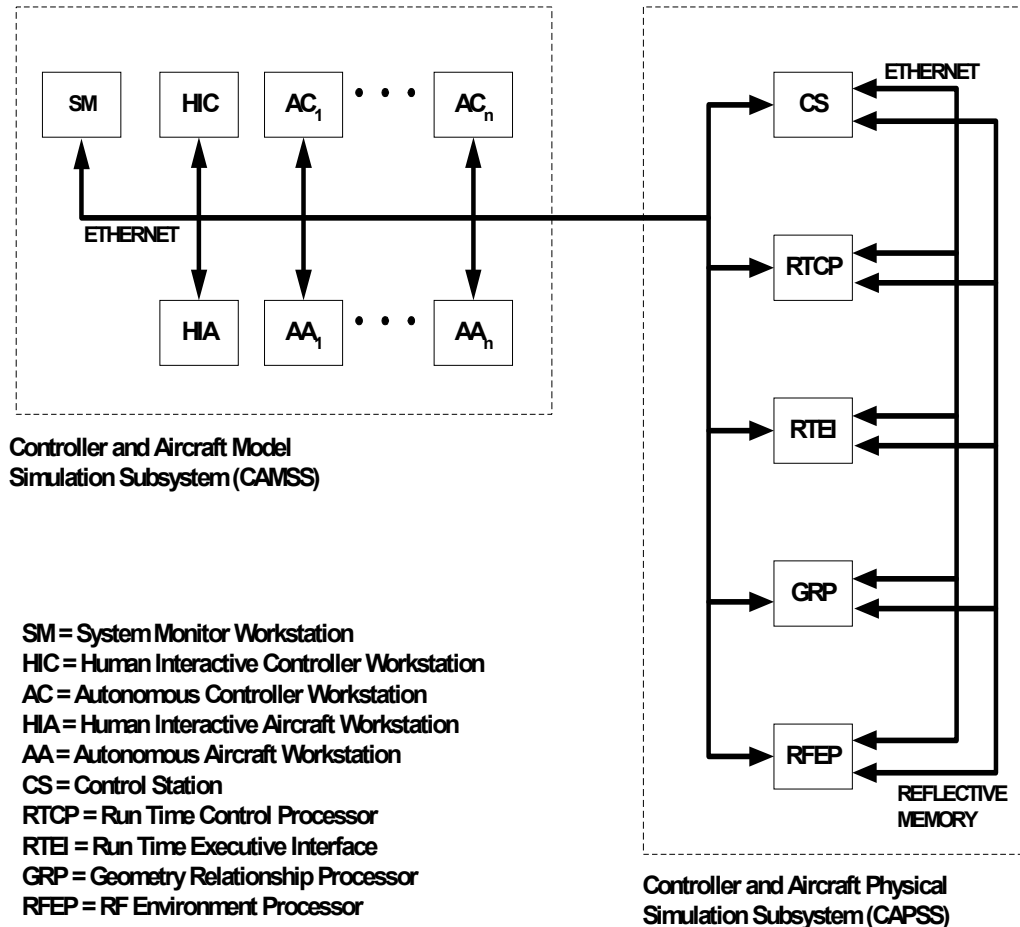 SM
HIC
AC1
ACn
ETHERNET
HIA
AA1
AAn
Controller and Aircraft Model
Simulation Subsystem (CAMSS)
ETHERNET
CS
RTCP
RTEI
GRP
RFEP
REFLECTIVE
MEMORY
Controller and Aircraft Physical
Simulation Subsystem (CAPSS)
SM = System Monitor Workstation
HIC = Human Interactive Controller Workstation
AC = Autonomous Controller Workstation
HIA = Human Interactive Aircraft Workstation
AA = Autonomous Aircraft Workstation
CS = Control Station
RTCP = Run Time Control Processor
RTEI = Run Time Executive Interface
GRP = Geometry Relationship Processor
RFEP = RF Environment Processor